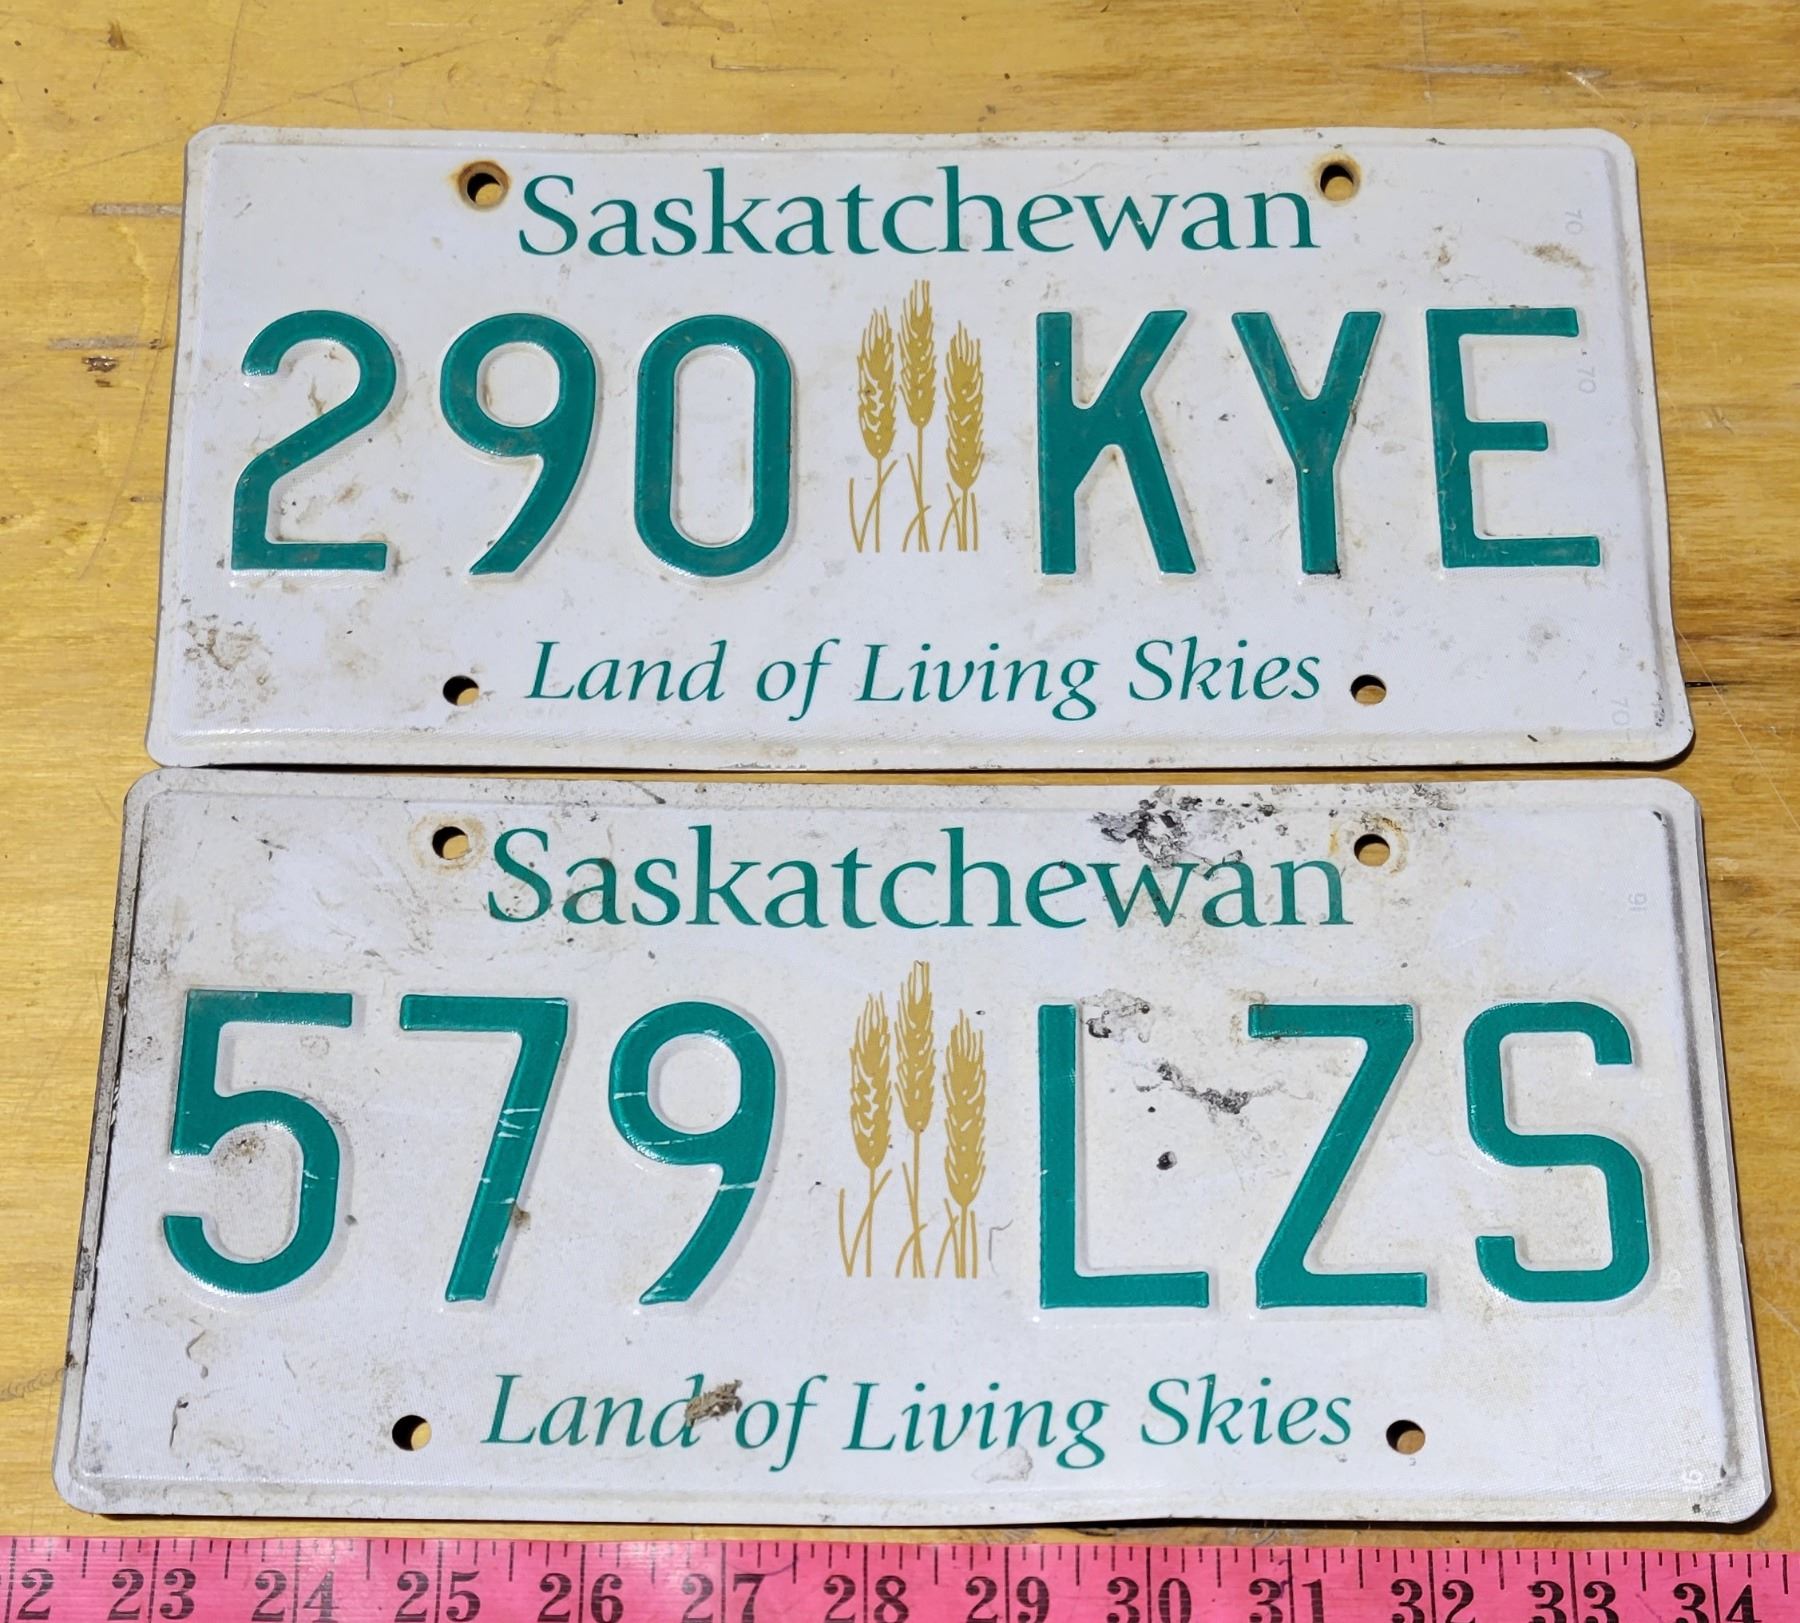 Saskatchewan
290 KYE
Land of Living Skies
Saskatchewan
579 LZS
Land of Living Skies
23 24 25 26 27 28 29 30 31 32 33 34